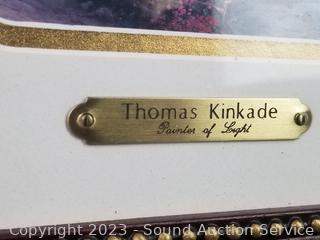 Thomas Kinkade
Painter of Light
Copyright 2023 - Sound Auction Service